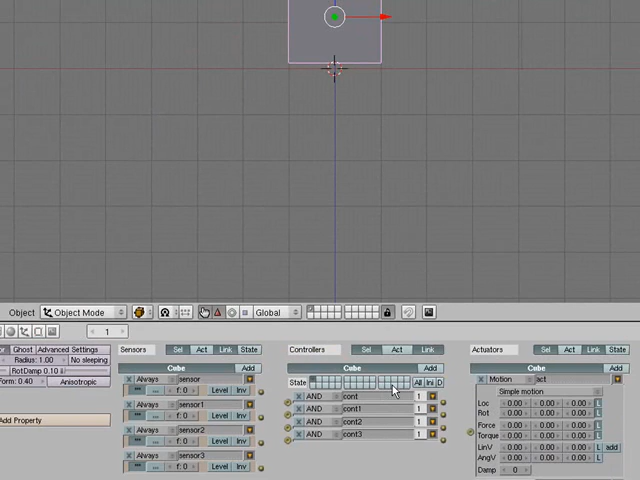 Object Object Mode Global
1
or Ghost Advanced Settings
Radius: 1.00 No sleeping
RotDamp 0.10
Form: 0.40 Anisotropic
Add Property
Sensors Sel Act Link State
Cube Add
Always sensor
f: 0 Level Inv
Always sensor1
f: 0 Level Inv
Always sensor2
f: 0 Level Inv
Always sensor3
f: 0 Level Inv
Controllers Sel Act Link
Cube Add
State All Ini D
AND cont 1
AND cont1 1
AND cont2 1
AND cont3 1
Actuators Sel Act Link State
Cube Add
Motion act
Simple motion
Loc 0.00 0.00 0.00 L
Rot 0.00 0.00 0.00 L
Force 0.00 0.00 0.00 L
Torque 0.00 0.00 0.00 L
LinV 0.00 0.00 0.00 L add
AngV 0.00 0.00 0.00 L
Damp 0